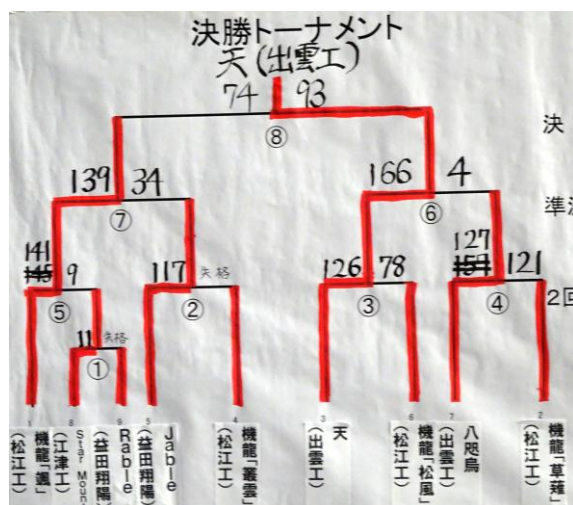 決勝トーナメント
天(出雲工)
74 93
⑧
決
139 34
166 4
⑦
⑥
準決
141
145 9
117 失格
126 78
127
159 121
⑤
②
③
④
2回
11 失格
①
1 8 9 5 4 3 6 7 2
機龍「颯」
(松江工)
Star Mount
(江津工)
Rable
(益田翔陽)
Jable
(益田翔陽)
機龍「叢雲」
(松江工)
天
(出雲工)
機龍「松風」
(松江工)
八咫烏
(出雲工)
機龍「草薙」
(松江工)